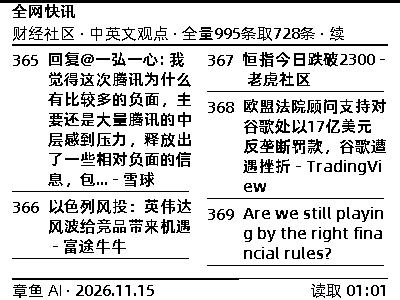 全网快讯
财经社区 · 中英文观点 · 全量995条取728条 · 续
365 回复@一弘一心: 我
觉得这次腾讯为什么
有比较多的负面，主
要还是大量腾讯的中
层感到压力，释放出
了一些相对负面的信
息，包... - 雪球
366 以色列风投：英伟达
风波给竞品带来机遇
- 富途牛牛
367 恒指今日跌破2300 -
老虎社区
368 欧盟法院顾问支持对
谷歌处以17亿美元
反垄断罚款，谷歌遭
遇挫折 - TradingVi
ew
369 Are we still playin
g by the right fina
ncial rules?
章鱼 AI · 2026.11.15
读取 01:01